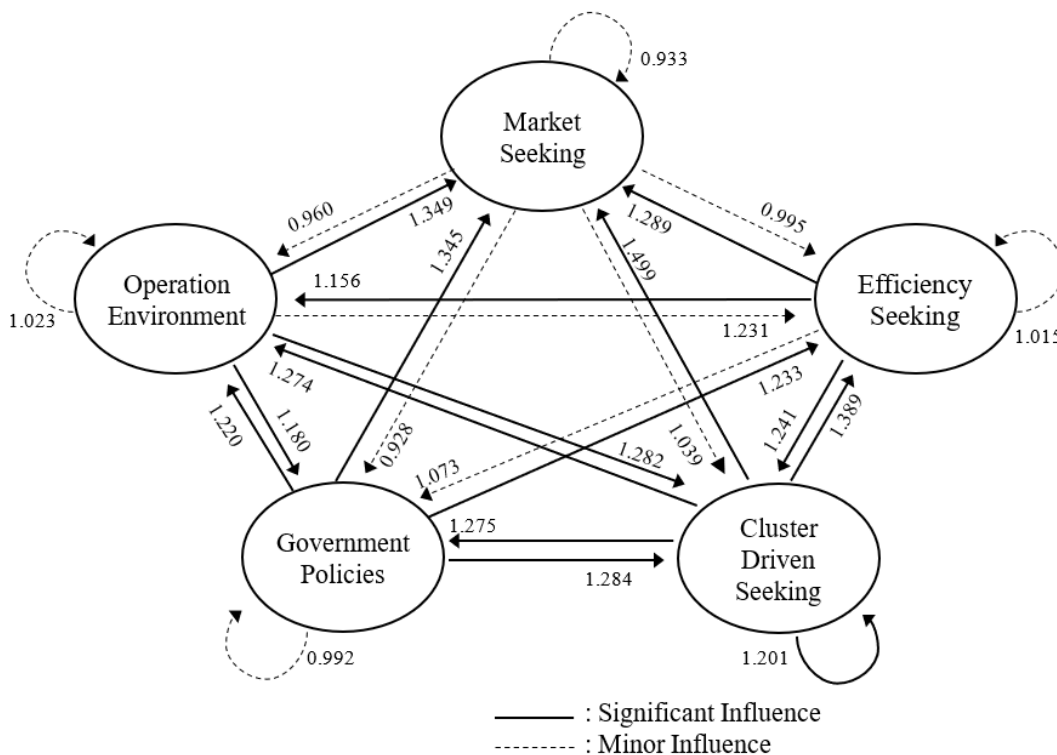 0.933
Market
Seeking
0.960
1.349
1.345
1.499
1.289
0.995
Operation
Environment
1.023
1.156
1.231
Efficiency
Seeking
1.015
1.274
1.282
1.220
1.180
0.928
1.073
1.039
1.233
1.241
1.389
Government
Policies
0.992
1.275
1.284
Cluster
Driven
Seeking
1.201
: Significant Influence
: Minor Influence